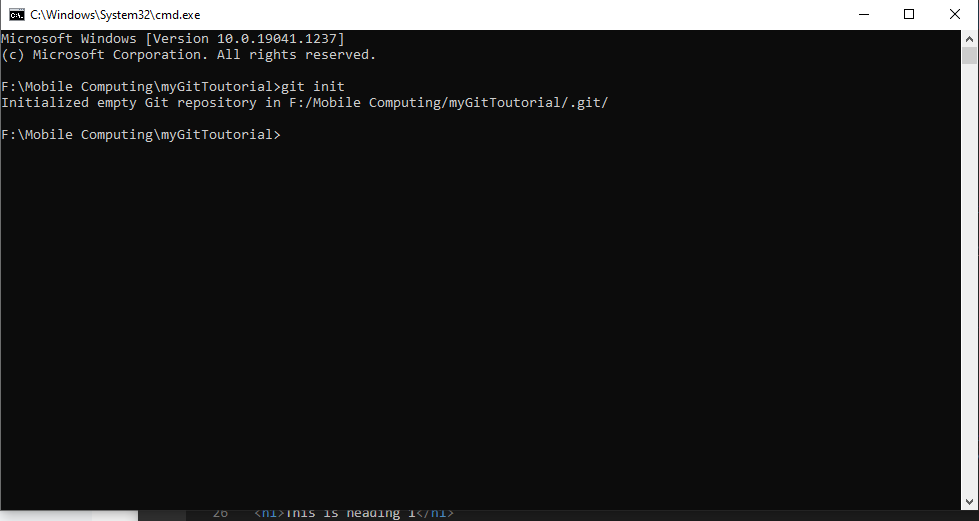 C:\Windows\System32\cmd.exe
Microsoft Windows [Version 10.0.19041.1237]
(c) Microsoft Corporation. All rights reserved.
F:\Mobile Computing\myGitToutorial>git init
Initialized empty Git repository in F:/Mobile Computing/myGitToutorial/.git/
F:\Mobile Computing\myGitToutorial>
26 <h1>This is heading 1</h1>